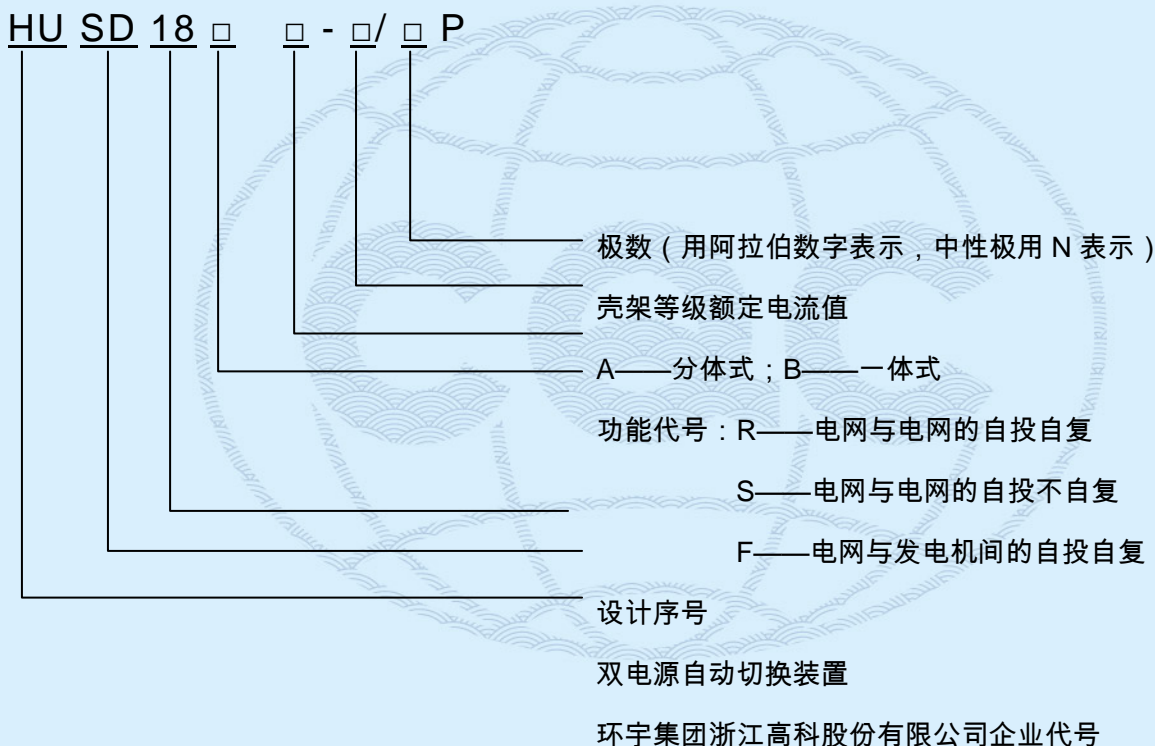 HU SD 18 □ □ - □/ □ P
极数（用阿拉伯数字表示，中性极用 N 表示）
壳架等级额定电流值
A——分体式；B——一体式
功能代号：R——电网与电网的自投自复
S——电网与电网的自投不自复
F——电网与发电机间的自投自复
设计序号
双电源自动切换装置
环宇集团浙江高科股份有限公司企业代号
CQC